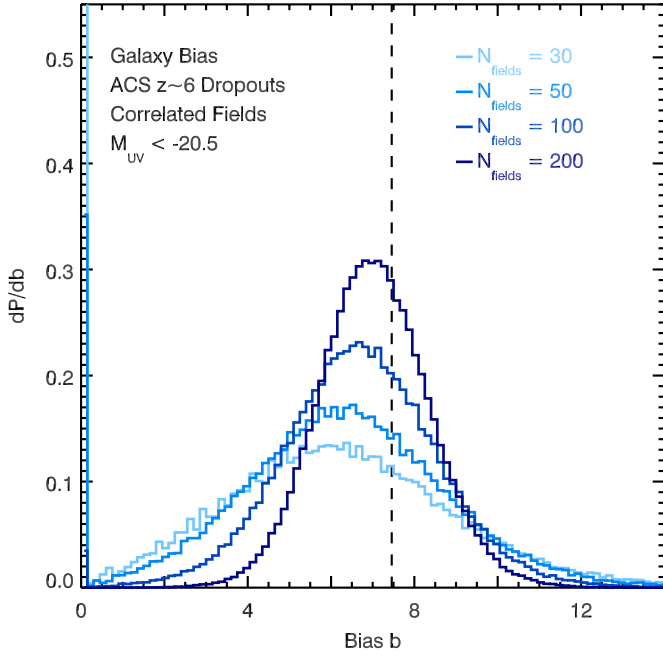 Galaxy Bias
ACS z~6 Dropouts
Correlated Fields
M_UV < -20.5
N_fields = 30
N_fields = 50
N_fields = 100
N_fields = 200
dP/db
0.5
0.4
0.3
0.2
0.1
0.0
0 4 8 12
Bias b